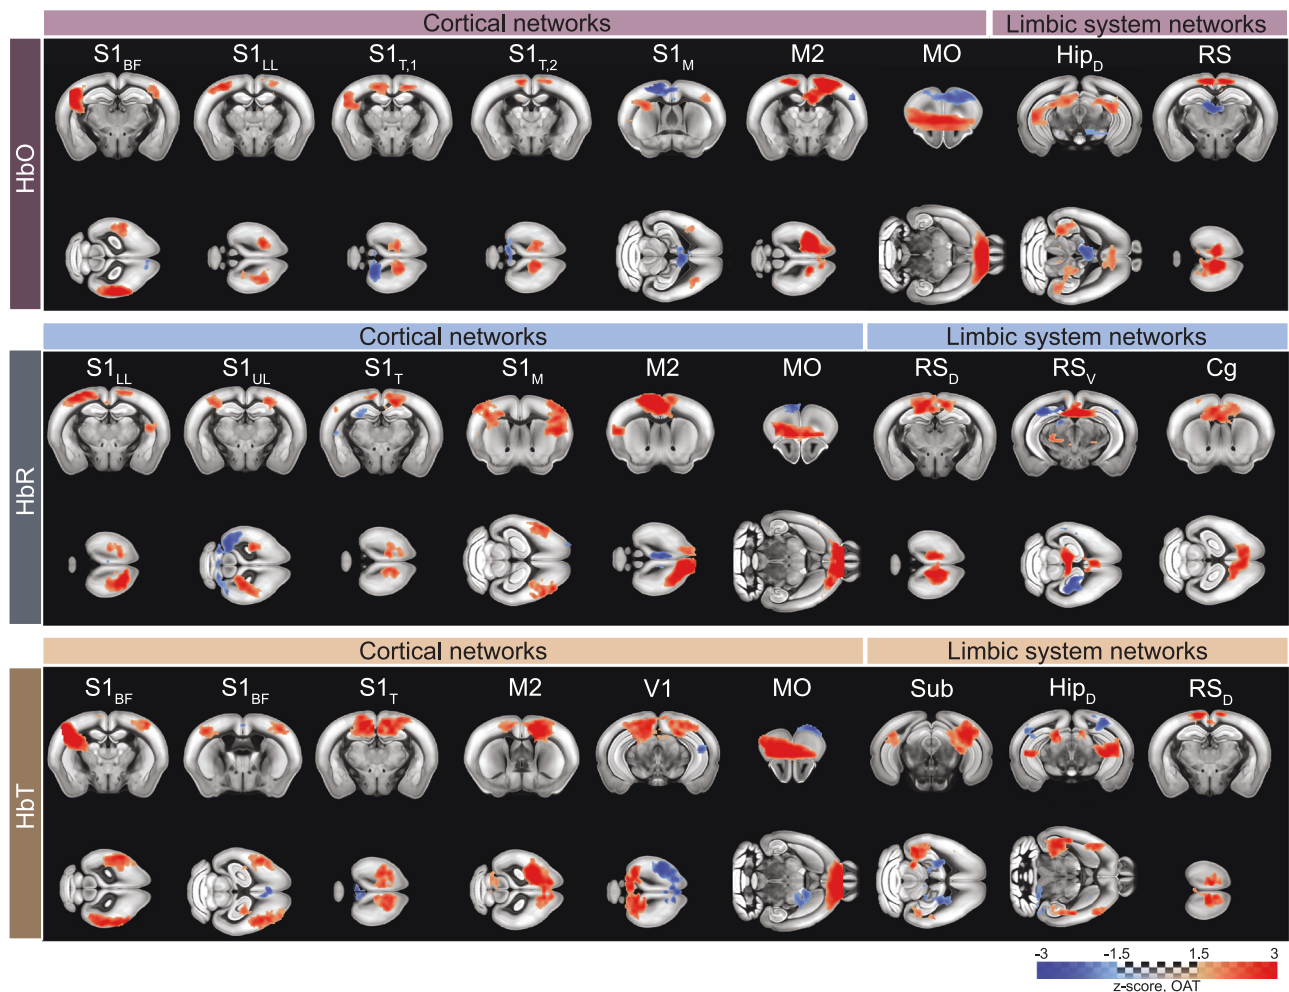 Cortical networks Limbic system networks
HbO
S1BF S1LL S1T,1 S1T,2 S1M M2 MO HipD RS
Cortical networks Limbic system networks
HbR
S1LL S1UL S1T S1M M2 MO RSD RSV Cg
Cortical networks Limbic system networks
HbT
S1BF S1BF S1T M2 V1 MO Sub HipD RSD
-3 -1.5 1.5 3
z-score, OAT